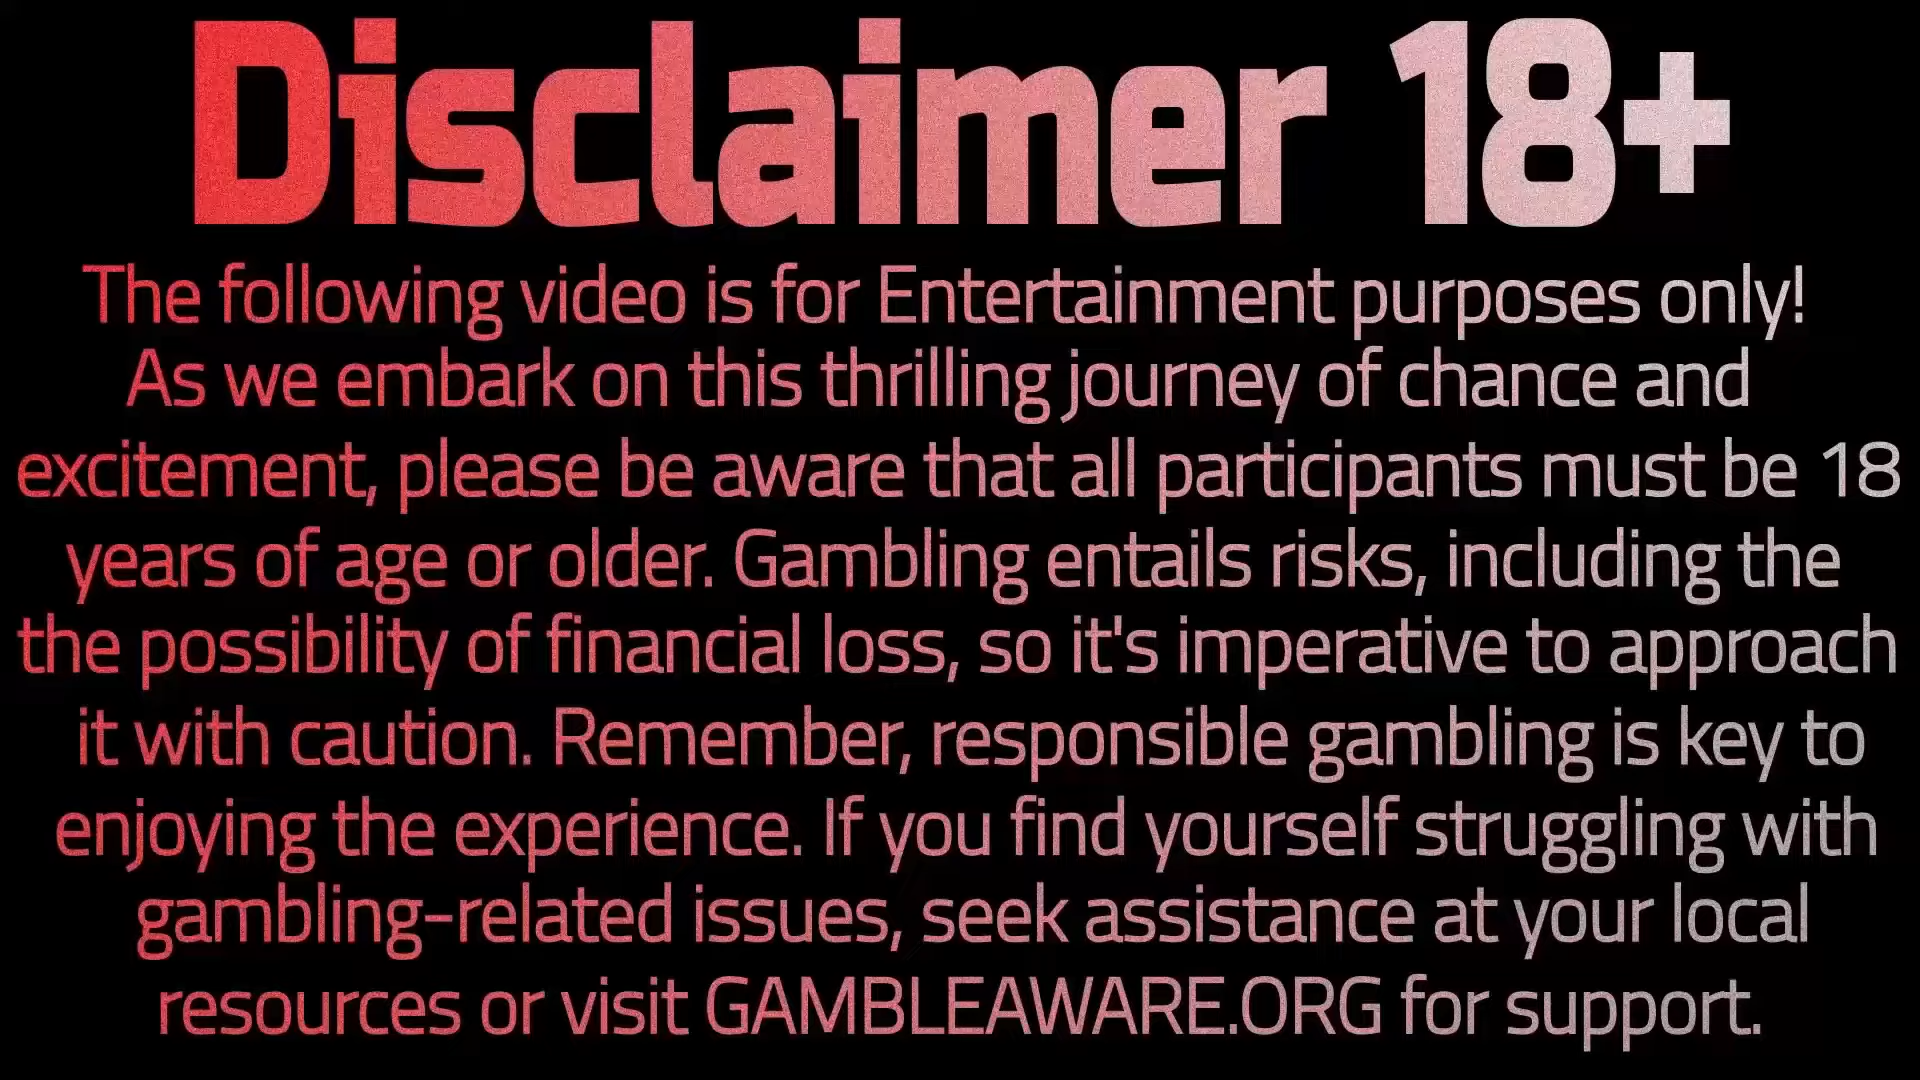 Disclaimer 18+
The following video is for Entertainment purposes only!
As we embark on this thrilling journey of chance and
excitement, please be aware that all participants must be 18
years of age or older. Gambling entails risks, including the
the possibility of financial loss, so it's imperative to approach
it with caution. Remember, responsible gambling is key to
enjoying the experience. If you find yourself struggling with
gambling-related issues, seek assistance at your local
resources or visit GAMBLEAWARE.ORG for support.